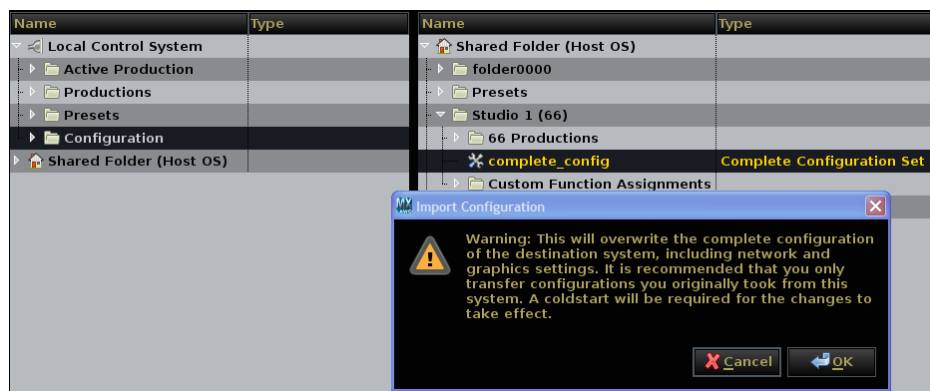 Name Type
Local Control System
Active Production
Productions
Presets
Configuration
Shared Folder (Host OS)
Name Type
Shared Folder (Host OS)
folder0000
Presets
Studio 1 (66)
66 Productions
complete_config Complete Configuration Set
Custom Function Assignments
Import Configuration
Warning: This will overwrite the complete configuration
of the destination system, including network and
graphics settings. It is recommended that you only
transfer configurations you originally took from this
system. A coldstart will be required for the changes to
take effect.
Cancel OK